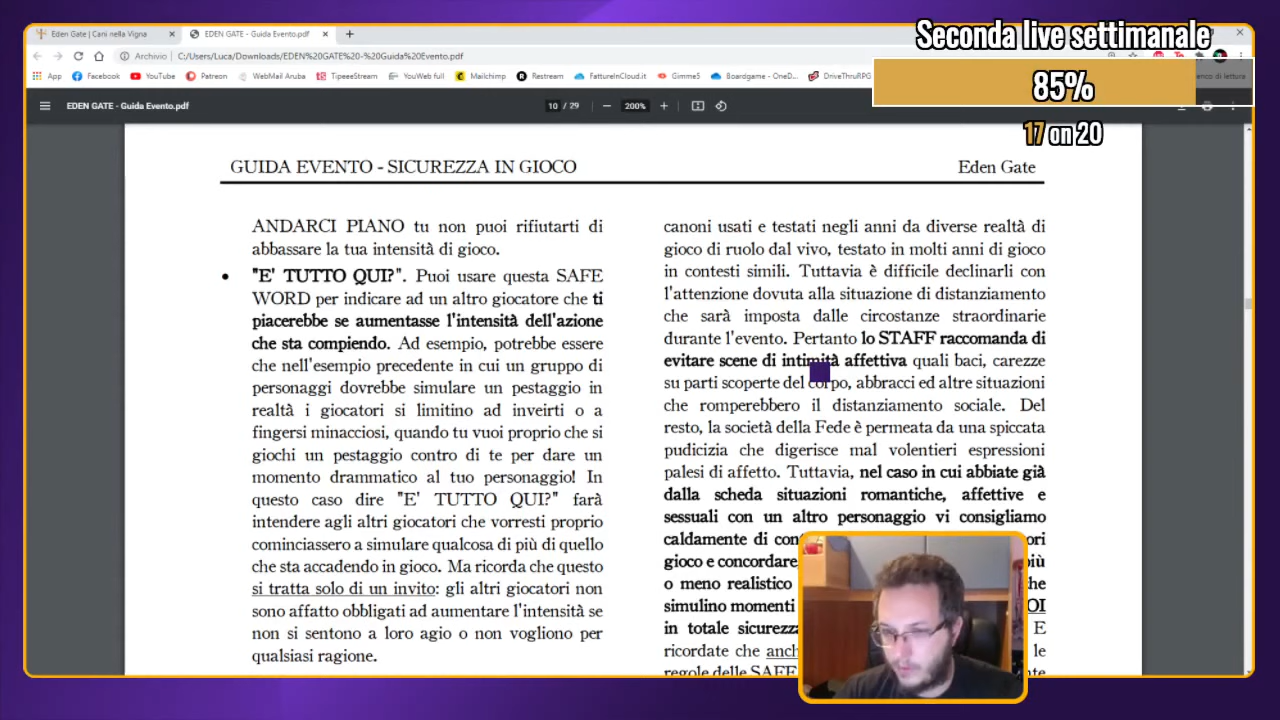 Seconda live settimanale
85%
17 on 20
Eden Gate | Cani nella Vigna
EDEN GATE - Guida Evento.pdf
Archivio
C:/Users/Luca/Downloads/EDEN%20GATE%20-%20Guida%20Evento.pdf
App
Facebook
YouTube
Patreon
WebMail Aruba
TipeeeStream
YouWeb full
Mailchimp
Restream
FattureInCloud.it
Gimme5
Boardgame - OneD...
DriveThruRPG
nco di lettura
EDEN GATE - Guida Evento.pdf
10 / 29
200%
GUIDA EVENTO - SICUREZZA IN GIOCO
Eden Gate
ANDARCI PIANO tu non puoi rifiutarti di
abbassare la tua intensità di gioco.
• "E' TUTTO QUI?". Puoi usare questa SAFE
WORD per indicare ad un altro giocatore che ti
piacerebbe se aumentasse l'intensità dell'azione
che sta compiendo. Ad esempio, potrebbe essere
che nell'esempio precedente in cui un gruppo di
personaggi dovrebbe simulare un pestaggio in
realtà i giocatori si limitino ad inveirti o a
fingersi minacciosi, quando tu vuoi proprio che si
giochi un pestaggio contro di te per dare un
momento drammatico al tuo personaggio! In
questo caso dire "E' TUTTO QUI?" farà
intendere agli altri giocatori che vorresti proprio
cominciassero a simulare qualcosa di più di quello
che sta accadendo in gioco. Ma ricorda che questo
si tratta solo di un invito: gli altri giocatori non
sono affatto obbligati ad aumentare l'intensità se
non si sentono a loro agio o non vogliono per
qualsiasi ragione.
canoni usati e testati negli anni da diverse realtà di
gioco di ruolo dal vivo, testato in molti anni di gioco
in contesti simili. Tuttavia è difficile declinarli con
l'attenzione dovuta alla situazione di distanziamento
che sarà imposta dalle circostanze straordinarie
durante l'evento. Pertanto lo STAFF raccomanda di
evitare scene di intimità affettiva quali baci, carezze
su parti scoperte del corpo, abbracci ed altre situazioni
che romperebbero il distanziamento sociale. Del
resto, la società della Fede è permeata da una spiccata
pudicizia che digerisce mal volentieri espressioni
palesi di affetto. Tuttavia, nel caso in cui abbiate già
dalla scheda situazioni romantiche, affettive e
sessuali con un altro personaggio vi consigliamo
caldamente di con ori
gioco e concordare iù
o meno realistico he
simulino momenti OI
in totale sicurezza E
ricordate che anch le
regole delle SAFE nte